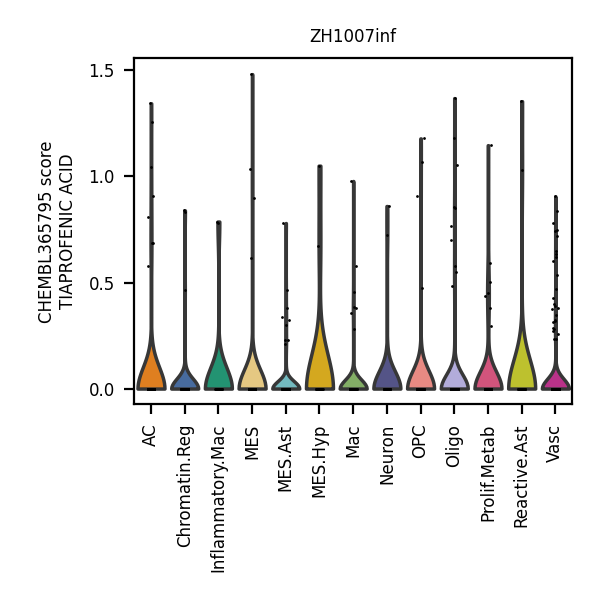 ZH1007inf
CHEMBL365795 score
TIAPROFENIC ACID
1.5
1.0
0.5
0.0
AC
Chromatin.Reg
Inflammatory.Mac
MES
MES.Ast
MES.Hyp
Mac
Neuron
OPC
Oligo
Prolif.Metab
Reactive.Ast
Vasc